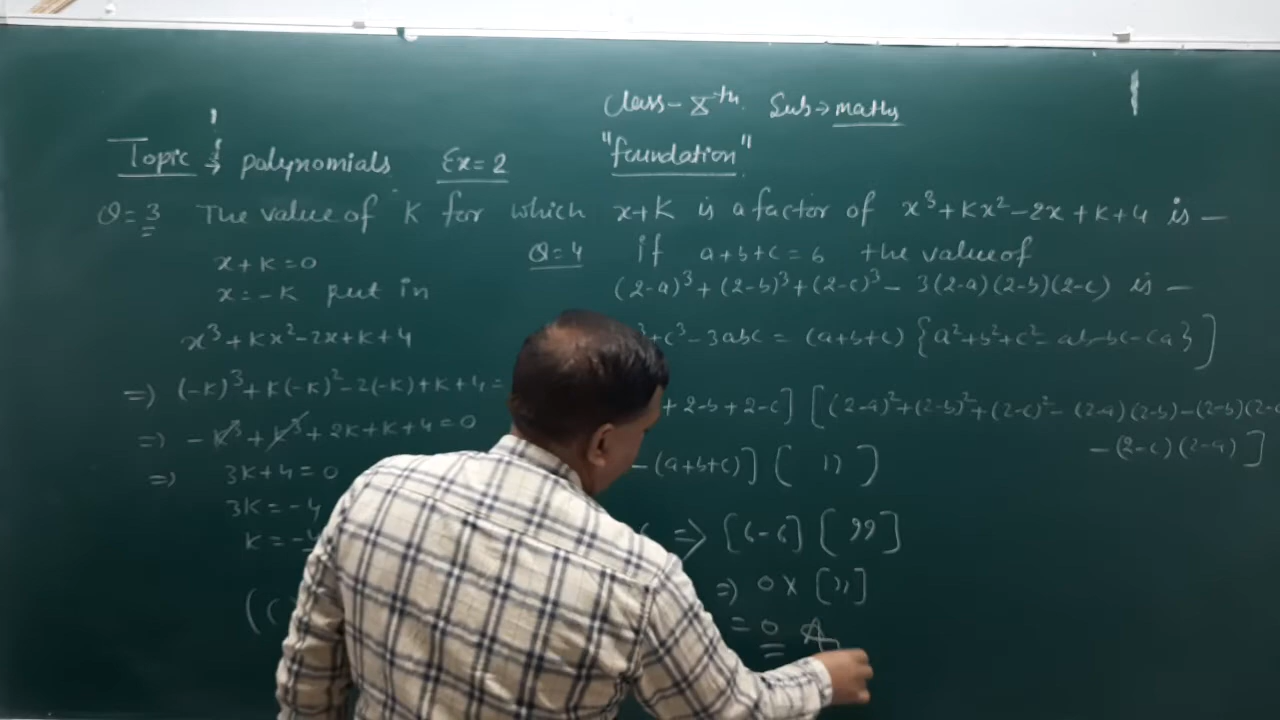 Class- Xth. Sub→ maths
Topic → polynomials Ex=2 "foundation"
Q=3 The value of K for which x+K is a factor of x³+Kx²-2x+K+4 is —
x+K=0
x=-K put in
x³+Kx²-2x+K+4
=) (-K)³+K(-K)²-2(-K)+K+4=
=) -K³+K³+2K+K+4=0
=) 3K+4=0
3K=-4
K=-4
Q=4 if a+b+c=6 the value of
(2-a)³+(2-b)³+(2-c)³-3(2-a)(2-b)(2-c) is —
³+c³-3abc = (a+b+c) {a²+b²+c²-ab-bc-ca}]
+2-b+2-c] [(2-a)²+(2-b)²+(2-c)²-(2-a)(2-b)-(2-b)(2-c
-(2-c)(2-a)]
-(a+b+c)] ( ,, )
=> [6-6] [ ,, ]
=) 0 X [ ,, ]
= 0